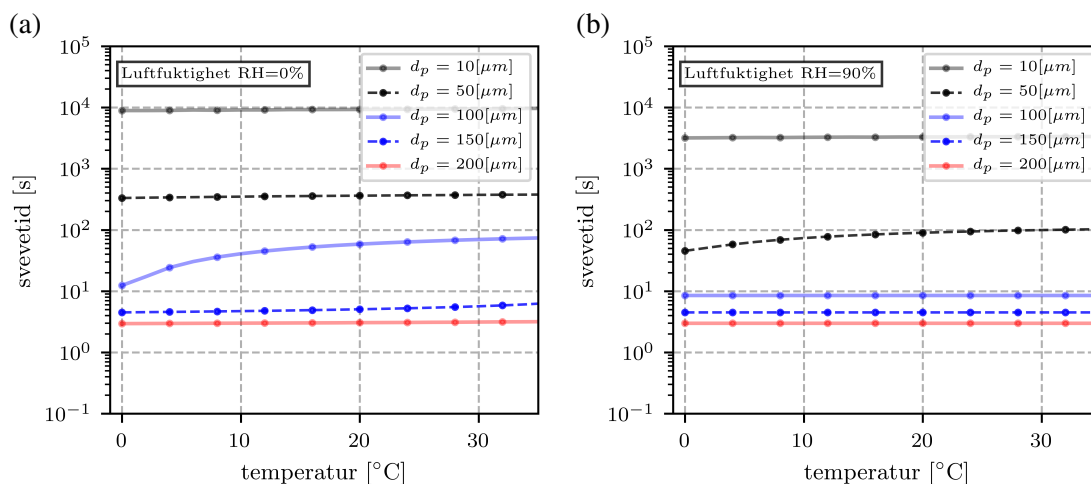 (a)
(b)
10^5
10^4
10^3
10^2
10^1
10^0
10^−1
svevetid [s]
Luftfuktighet RH=0%
d_p = 10[μm]
d_p = 50[μm]
d_p = 100[μm]
d_p = 150[μm]
d_p = 200[μm]
0 10 20 30
temperatur [°C]
10^5
10^4
10^3
10^2
10^1
10^0
10^−1
svevetid [s]
Luftfuktighet RH=90%
d_p = 10[μm]
d_p = 50[μm]
d_p = 100[μm]
d_p = 150[μm]
d_p = 200[μm]
0 10 20 30
temperatur [°C]